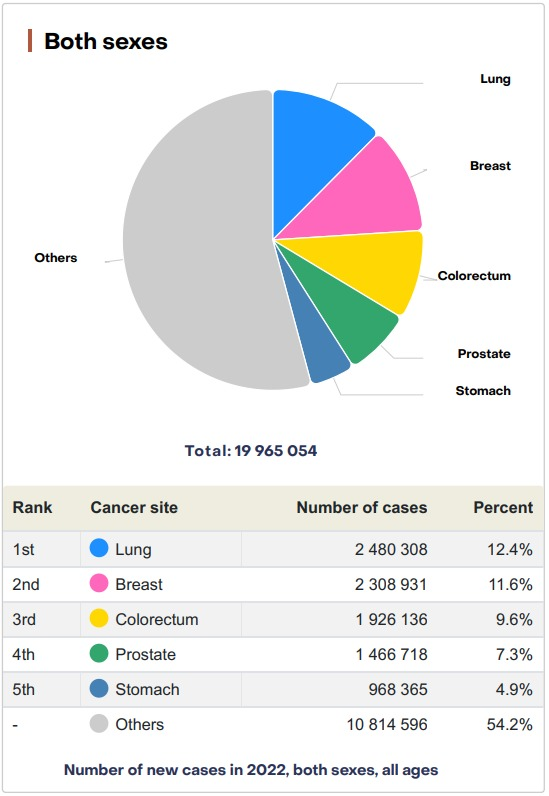 Both sexes
Lung
Breast
Others
Colorectum
Prostate
Stomach
Total: 19 965 054
Rank Cancer site Number of cases Percent
1st Lung 2 480 308 12.4%
2nd Breast 2 308 931 11.6%
3rd Colorectum 1 926 136 9.6%
4th Prostate 1 466 718 7.3%
5th Stomach 968 365 4.9%
- Others 10 814 596 54.2%
Number of new cases in 2022, both sexes, all ages